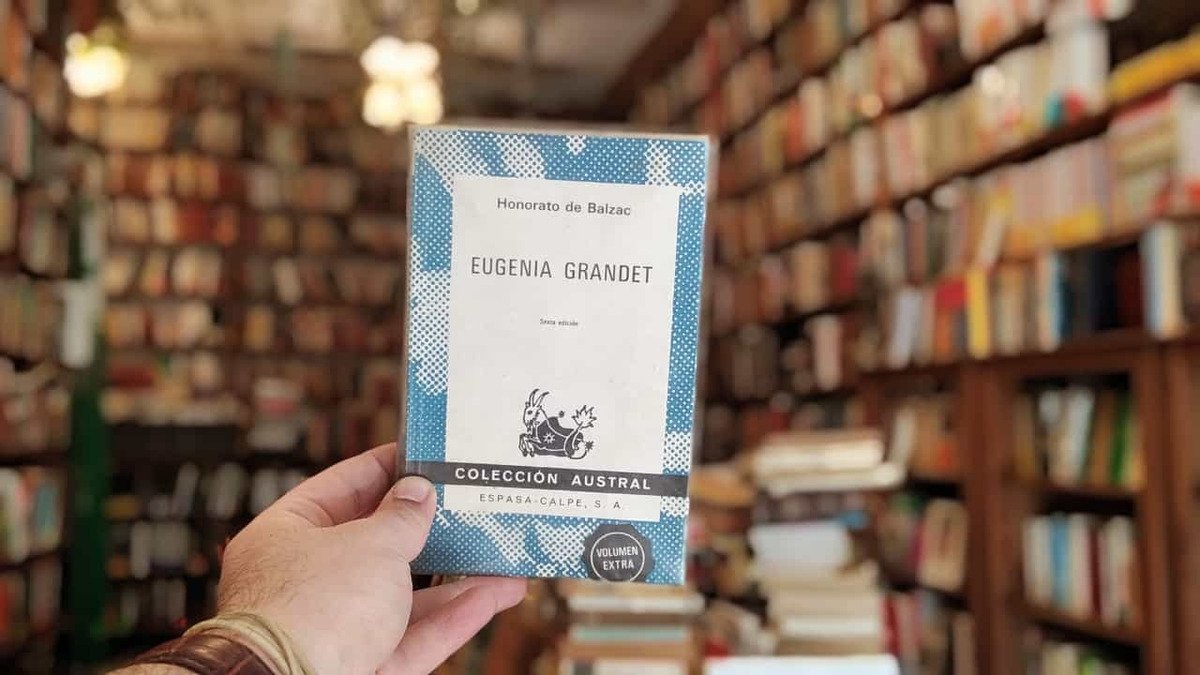 Honorato de Balzac
EUGENIA GRANDET
Sexta edición
COLECCIÓN AUSTRAL
ESPASA-CALPE, S. A.
VOLUMEN
EXTRA